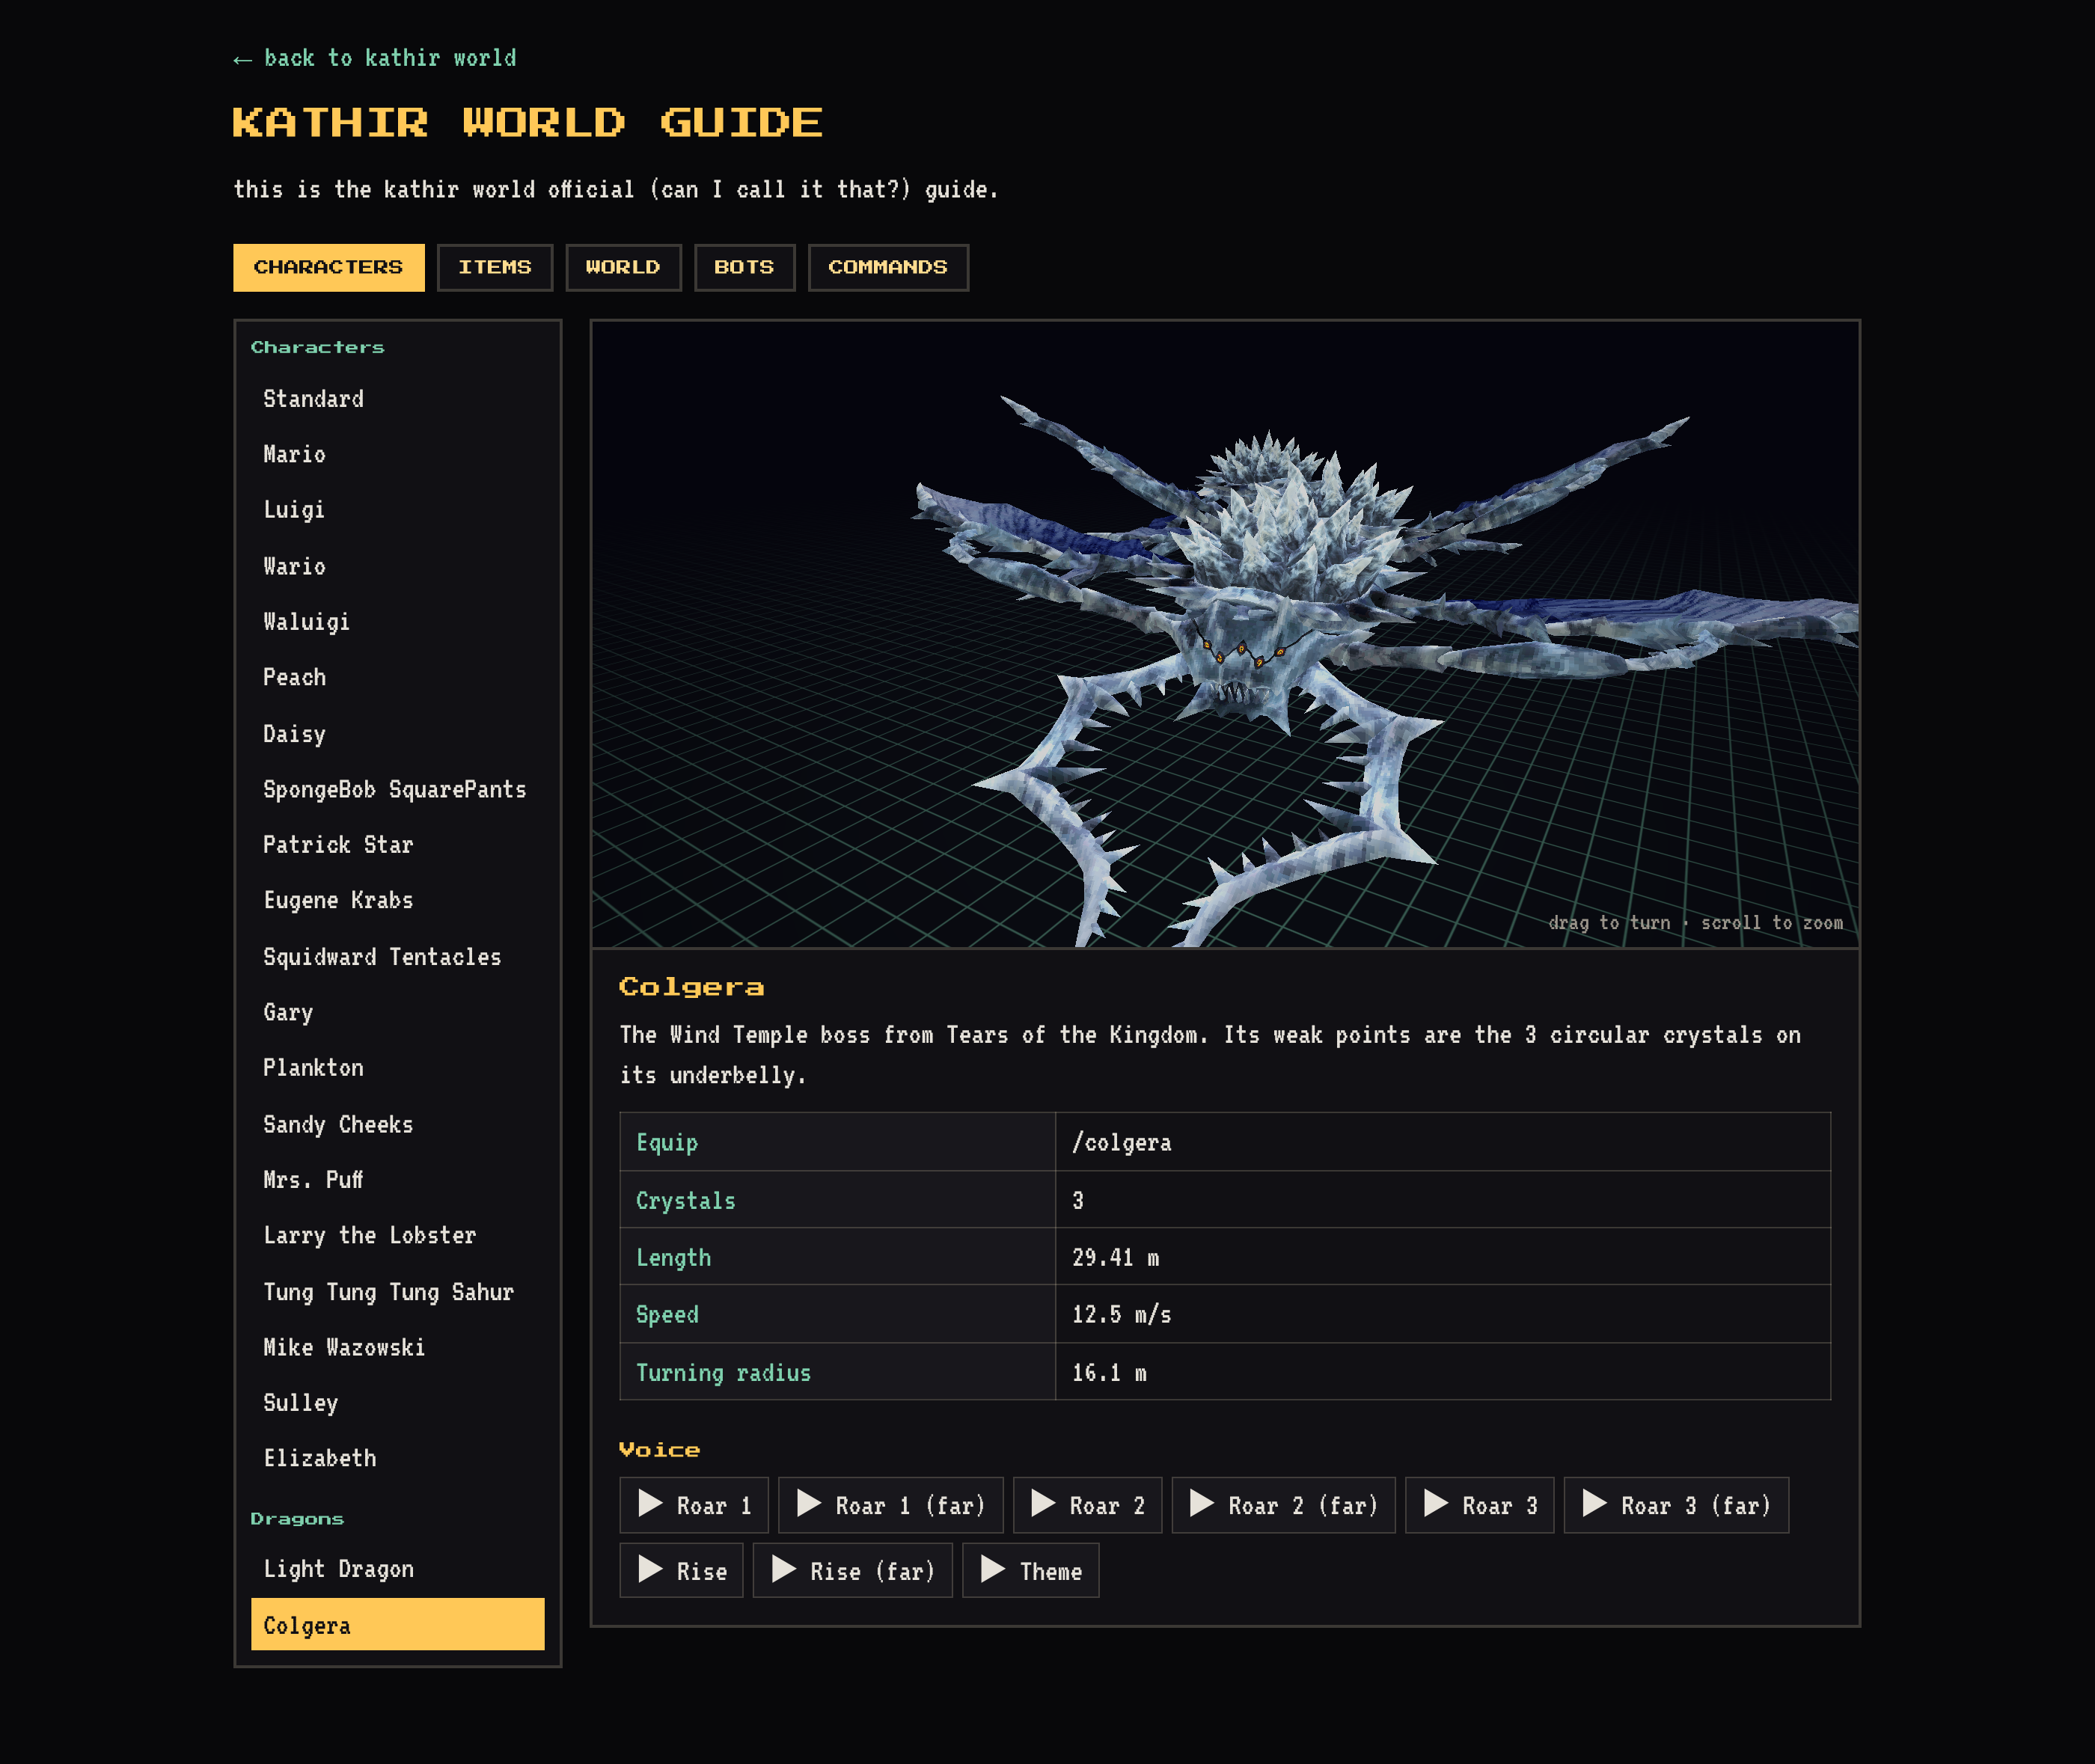 ← back to kathir world
KATHIR WORLD GUIDE
this is the kathir world official (can I call it that?) guide.
CHARACTERS
ITEMS
WORLD
BOTS
COMMANDS
Characters
Standard
Mario
Luigi
Wario
Waluigi
Peach
Daisy
SpongeBob SquarePants
Patrick Star
Eugene Krabs
Squidward Tentacles
Gary
Plankton
Sandy Cheeks
Mrs. Puff
Larry the Lobster
Tung Tung Tung Sahur
Mike Wazowski
Sulley
Elizabeth
Dragons
Light Dragon
Colgera
drag to turn · scroll to zoom
Colgera
The Wind Temple boss from Tears of the Kingdom. Its weak points are the 3 circular crystals on
its underbelly.
Equip /colgera
Crystals 3
Length 29.41 m
Speed 12.5 m/s
Turning radius 16.1 m
Voice
▶ Roar 1 ▶ Roar 1 (far) ▶ Roar 2 ▶ Roar 2 (far) ▶ Roar 3 ▶ Roar 3 (far)
▶ Rise ▶ Rise (far) ▶ Theme